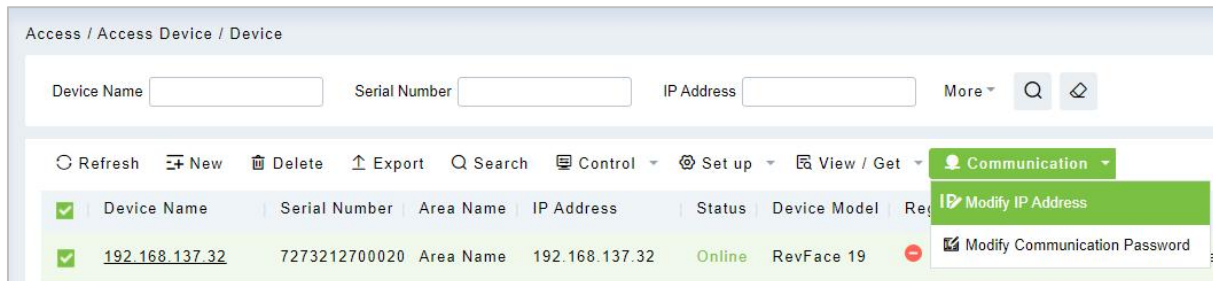 Access / Access Device / Device
Device Name Serial Number IP Address More
Refresh New Delete Export Search Control Set up View / Get Communication
Device Name Serial Number Area Name IP Address Status Device Model Reg Modify IP Address
192.168.137.32 7273212700020 Area Name 192.168.137.32 Online RevFace 19 Modify Communication Password